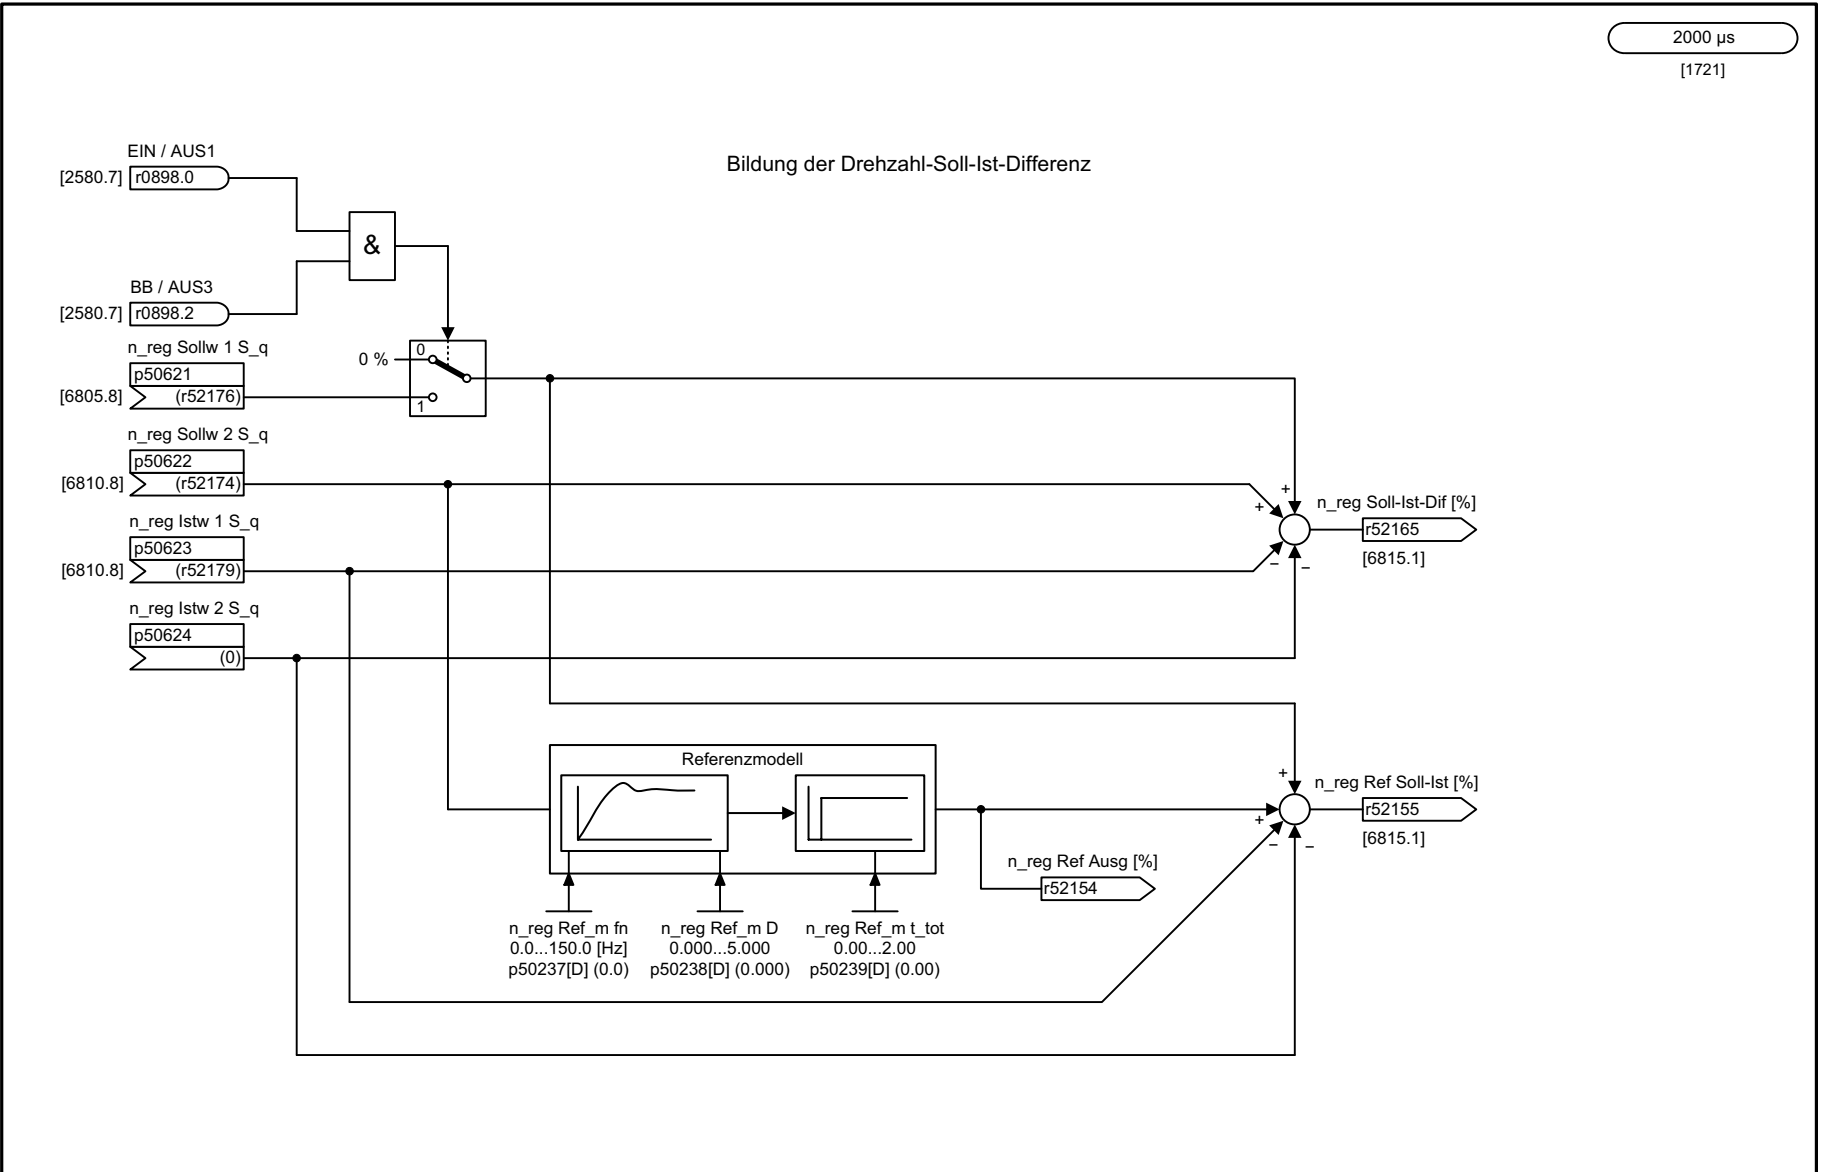 2000 µs
[1721]
Bildung der Drehzahl-Soll-Ist-Differenz
EIN / AUS1
[2580.7] r0898.0
&
BB / AUS3
[2580.7] r0898.2
n_reg Sollw 1 S_q
p50621
[6805.8] (r52176)
0 %
0
1
n_reg Sollw 2 S_q
p50622
[6810.8] (r52174)
n_reg Istw 1 S_q
p50623
[6810.8] (r52179)
n_reg Istw 2 S_q
p50624
(0)
+
+
−
−
n_reg Soll-Ist-Dif [%]
r52165
[6815.1]
Referenzmodell
n_reg Ref_m fn
0.0...150.0 [Hz]
p50237[D] (0.0)
n_reg Ref_m D
0.000...5.000
p50238[D] (0.000)
n_reg Ref_m t_tot
0.00...2.00
p50239[D] (0.00)
n_reg Ref Ausg [%]
r52154
+
+
−
−
n_reg Ref Soll-Ist [%]
r52155
[6815.1]